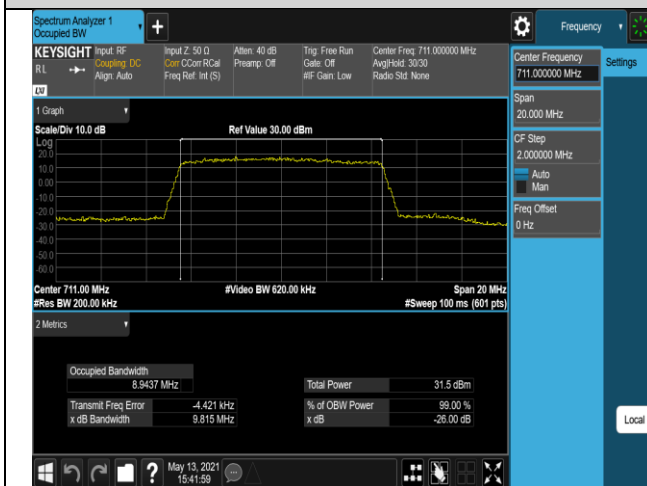 Spectrum Analyzer 1
Occupied BW
+
Frequency
KEYSIGHT
RL
LXI
Input: RF
Coupling: DC
Align: Auto
Input Z: 50 Ω
Corr CCorr RCal
Freq Ref: Int (S)
Atten: 40 dB
Preamp: Off
Trig: Free Run
Gate: Off
#IF Gain: Low
Center Freq: 711.000000 MHz
Avg|Hold: 30/30
Radio Std: None
Center Frequency
711.000000 MHz
Settings
Span
20.000 MHz
CF Step
2.000000 MHz
Auto
Man
Freq Offset
0 Hz
Local
1 Graph
Scale/Div 10.0 dB
Ref Value 30.00 dBm
Log
20.0
10.0
0.00
-10.0
-20.0
-30.0
-40.0
-50.0
-60.0
Center 711.00 MHz
#Video BW 620.00 kHz
Span 20 MHz
#Res BW 200.00 kHz
#Sweep 100 ms (601 pts)
2 Metrics
Occupied Bandwidth
8.9437 MHz
Total Power 31.5 dBm
Transmit Freq Error -4.421 kHz
% of OBW Power 99.00 %
x dB Bandwidth 9.815 MHz
x dB -26.00 dB
?
May 13, 2021
15:41:59